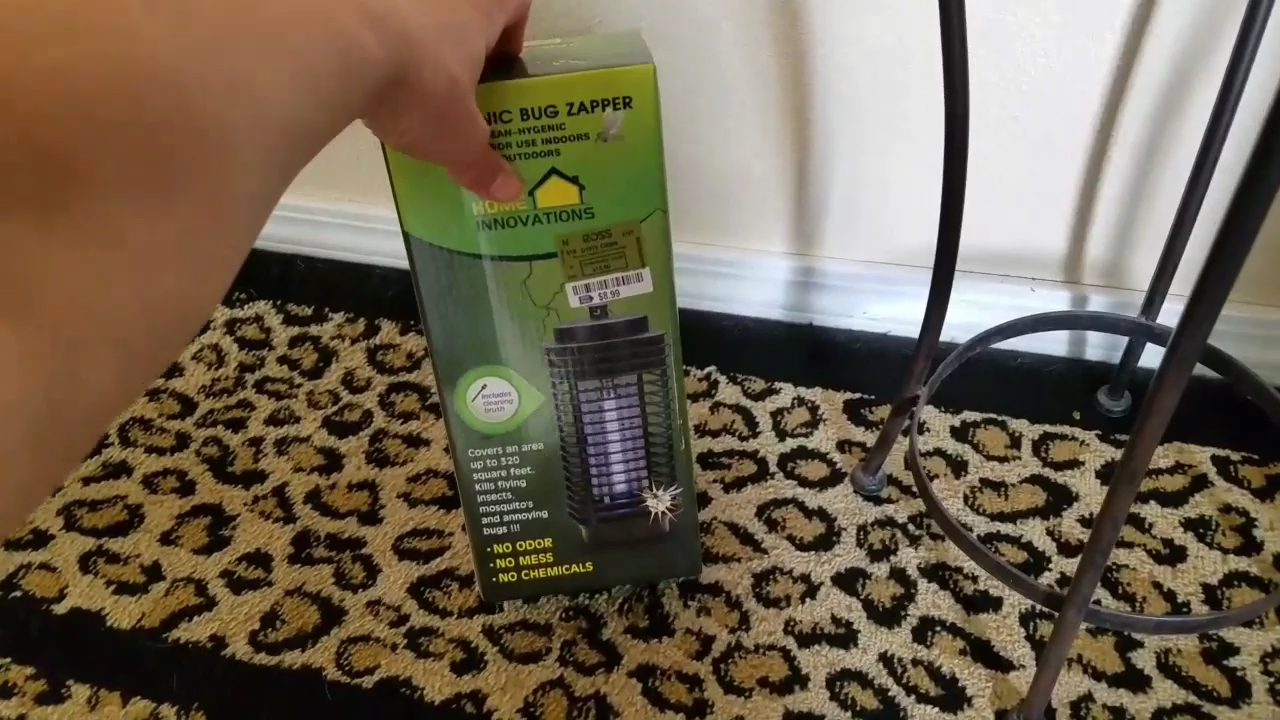 NIC BUG ZAPPER
AN-HYGENIC
OR USE INDOORS
OUTDOORS
HOME
INNOVATIONS
$8.99
Includes
cleaning
brush
Covers an area
up to 320
square feet.
Kills flying
insects,
mosquito's
and annoying
bugs !!!
• NO ODOR
• NO MESS
• NO CHEMICALS